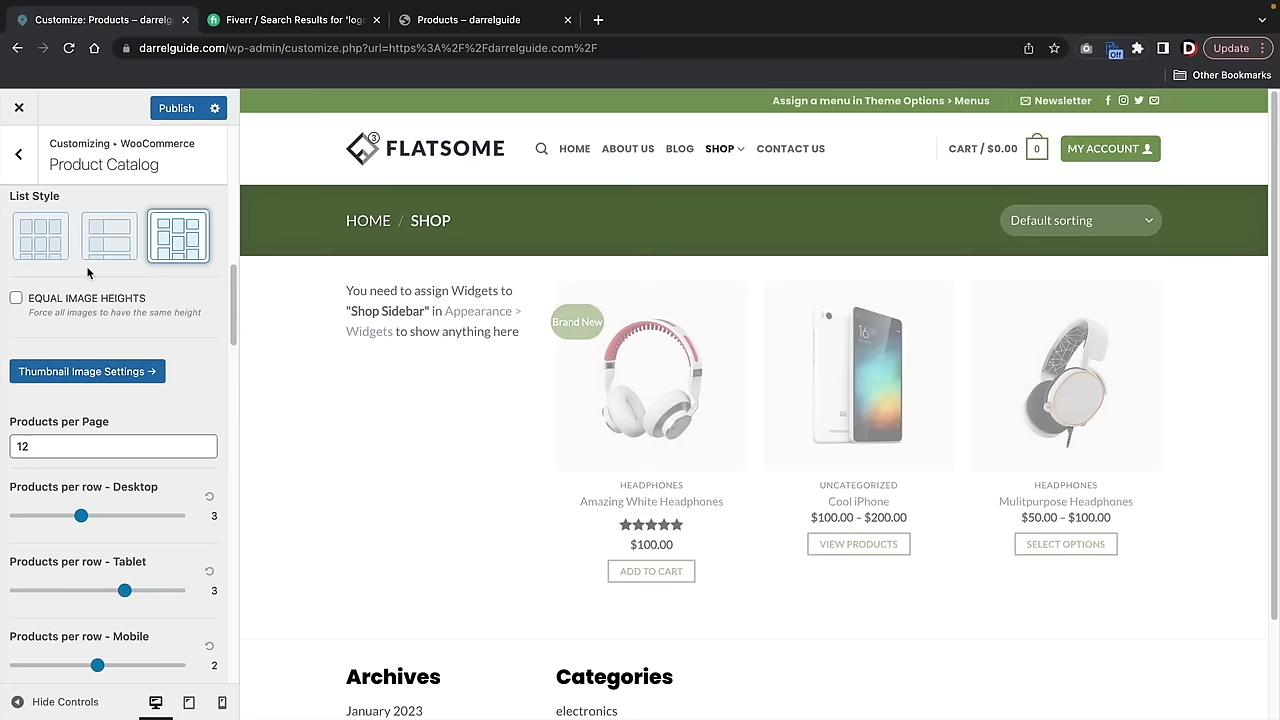 Customize: Products – darrelg
Fiverr / Search Results for 'log
Products – darrelguide
darrelguide.com/wp-admin/customize.php?url=https%3A%2F%2Fdarrelguide.com%2F
Off
D
Update
Other Bookmarks
Publish
Customizing ▸ WooCommerce
Product Catalog
List Style
EQUAL IMAGE HEIGHTS
Force all images to have the same height
Thumbnail Image Settings →
Products per Page
12
Products per row - Desktop
3
Products per row - Tablet
3
Products per row - Mobile
2
Hide Controls
Assign a menu in Theme Options > Menus
Newsletter
3
FLATSOME
HOME
ABOUT US
BLOG
SHOP
CONTACT US
CART / $0.00
0
MY ACCOUNT
HOME / SHOP
Default sorting
You need to assign Widgets to
"Shop Sidebar" in Appearance >
Widgets to show anything here
Brand New
HEADPHONES
Amazing White Headphones
$100.00
ADD TO CART
16
UNCATEGORIZED
Cool iPhone
$100.00 – $200.00
VIEW PRODUCTS
HEADPHONES
Mulitpurpose Headphones
$50.00 – $100.00
SELECT OPTIONS
Archives
January 2023
Categories
electronics